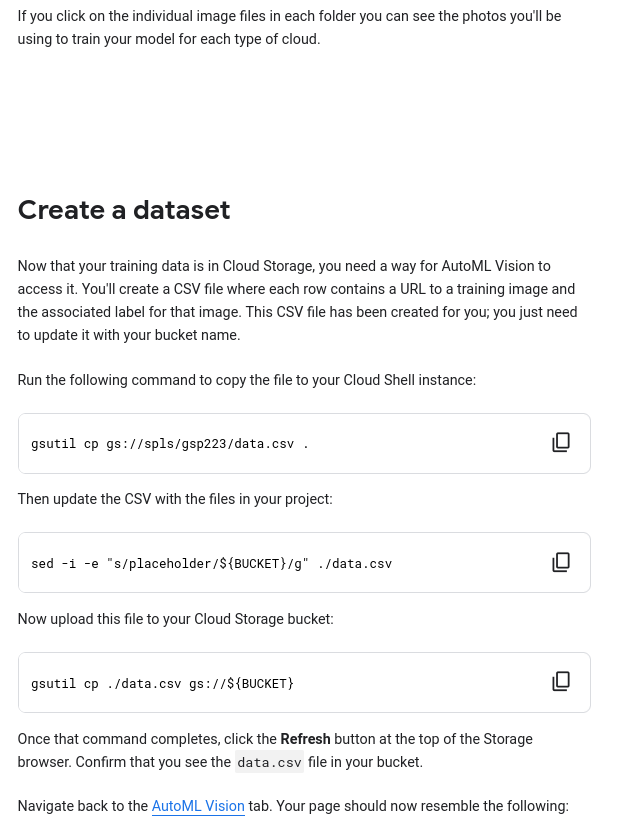 If you click on the individual image files in each folder you can see the photos you'll be
using to train your model for each type of cloud.
Create a dataset
Now that your training data is in Cloud Storage, you need a way for AutoML Vision to
access it. You'll create a CSV file where each row contains a URL to a training image and
the associated label for that image. This CSV file has been created for you; you just need
to update it with your bucket name.
Run the following command to copy the file to your Cloud Shell instance:
gsutil cp gs://spls/gsp223/data.csv .
Then update the CSV with the files in your project:
sed -i -e "s/placeholder/${BUCKET}/g" ./data.csv
Now upload this file to your Cloud Storage bucket:
gsutil cp ./data.csv gs://${BUCKET}
Once that command completes, click the Refresh button at the top of the Storage
browser. Confirm that you see the data.csv file in your bucket.
Navigate back to the AutoML Vision tab. Your page should now resemble the following: